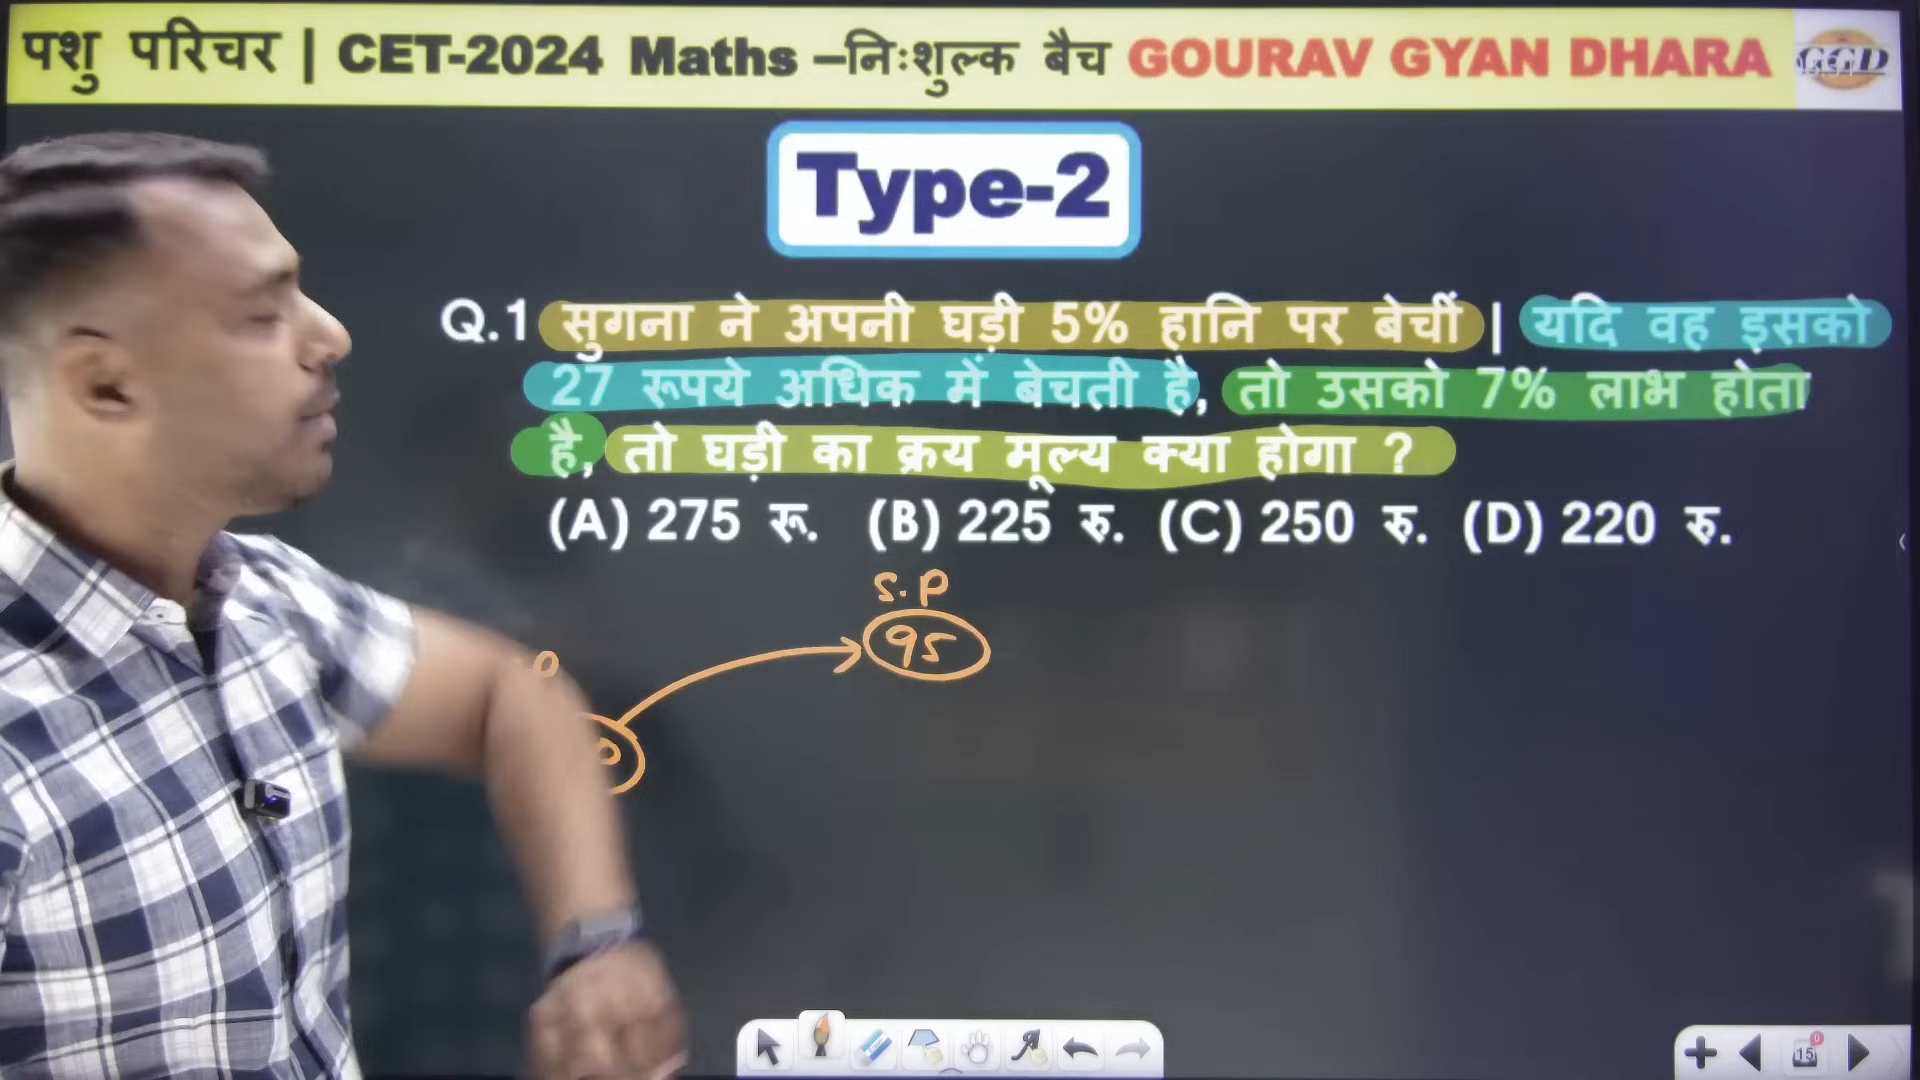 पशु परिचर | CET-2024 Maths –निःशुल्क बैच GOURAV GYAN DHARA GGD
Type-2
Q.1 सुगना ने अपनी घड़ी 5% हानि पर बेचीं | यदि वह इसको
27 रूपये अधिक में बेचती है, तो उसको 7% लाभ होता
है, तो घड़ी का क्रय मूल्य क्या होगा ?
(A) 275 रू. (B) 225 रु. (C) 250 रु. (D) 220 रु.
S.P
95
15